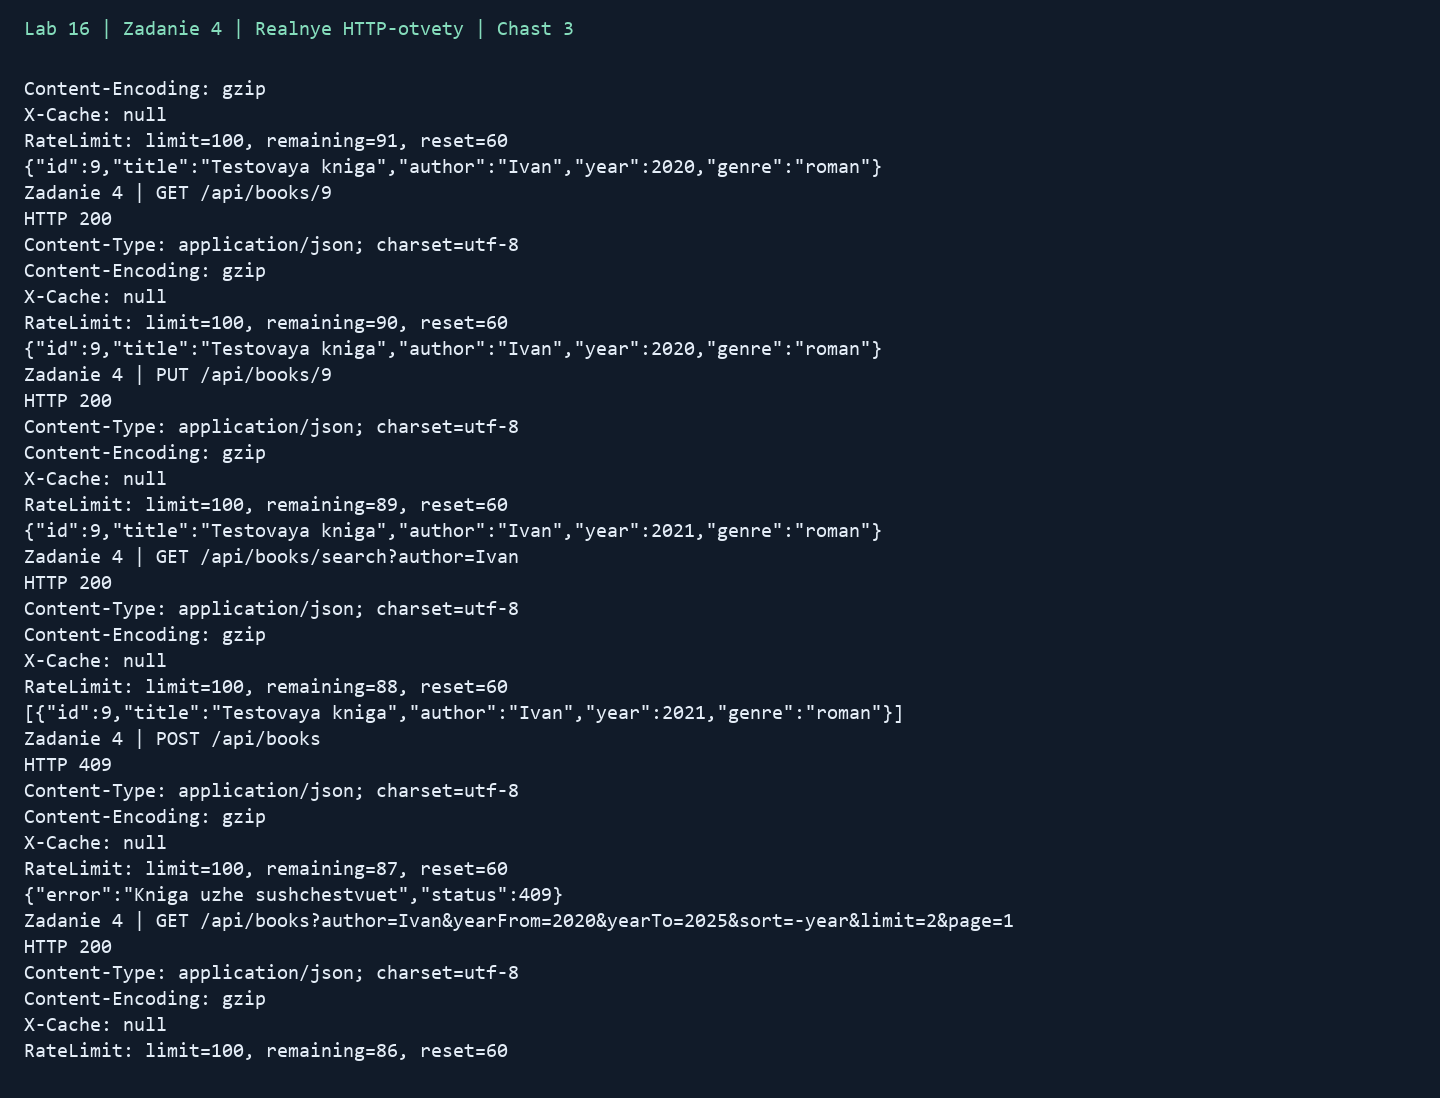 Lab 16 | Zadanie 4 | Realnye HTTP-otvety | Chast 3
Content-Encoding: gzip
X-Cache: null
RateLimit: limit=100, remaining=91, reset=60
{"id":9,"title":"Testovaya kniga","author":"Ivan","year":2020,"genre":"roman"}
Zadanie 4 | GET /api/books/9
HTTP 200
Content-Type: application/json; charset=utf-8
Content-Encoding: gzip
X-Cache: null
RateLimit: limit=100, remaining=90, reset=60
{"id":9,"title":"Testovaya kniga","author":"Ivan","year":2020,"genre":"roman"}
Zadanie 4 | PUT /api/books/9
HTTP 200
Content-Type: application/json; charset=utf-8
Content-Encoding: gzip
X-Cache: null
RateLimit: limit=100, remaining=89, reset=60
{"id":9,"title":"Testovaya kniga","author":"Ivan","year":2021,"genre":"roman"}
Zadanie 4 | GET /api/books/search?author=Ivan
HTTP 200
Content-Type: application/json; charset=utf-8
Content-Encoding: gzip
X-Cache: null
RateLimit: limit=100, remaining=88, reset=60
[{"id":9,"title":"Testovaya kniga","author":"Ivan","year":2021,"genre":"roman"}]
Zadanie 4 | POST /api/books
HTTP 409
Content-Type: application/json; charset=utf-8
Content-Encoding: gzip
X-Cache: null
RateLimit: limit=100, remaining=87, reset=60
{"error":"Kniga uzhe sushchestvuet","status":409}
Zadanie 4 | GET /api/books?author=Ivan&yearFrom=2020&yearTo=2025&sort=-year&limit=2&page=1
HTTP 200
Content-Type: application/json; charset=utf-8
Content-Encoding: gzip
X-Cache: null
RateLimit: limit=100, remaining=86, reset=60